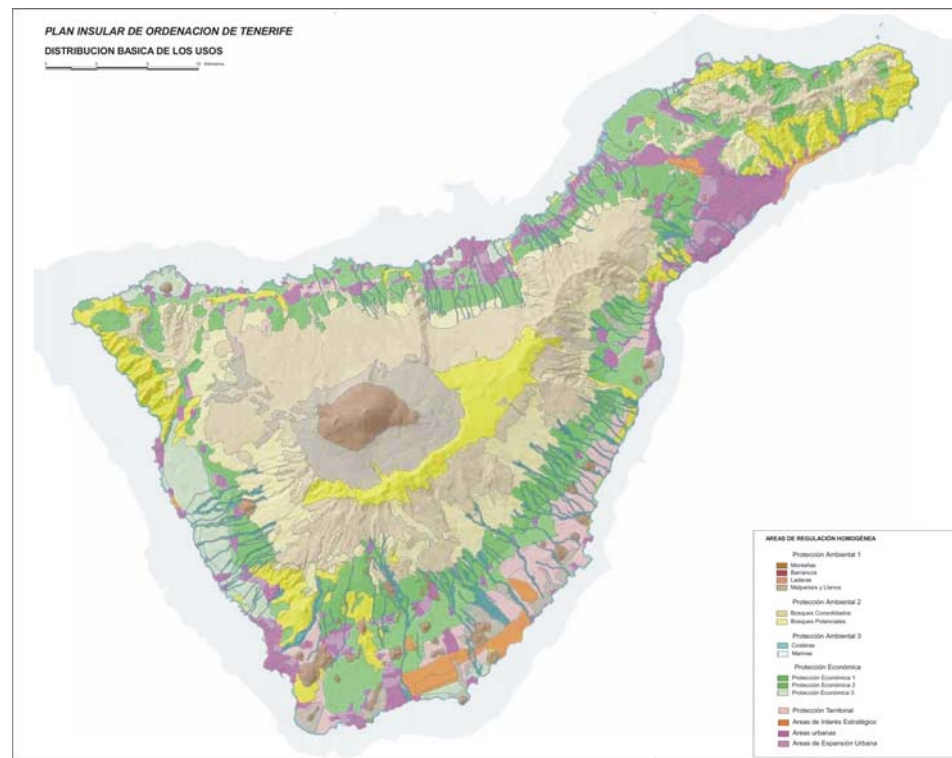 PLAN INSULAR DE ORDENACION DE TENERIFE
DISTRIBUCION BASICA DE LOS USOS
AREAS DE REGULACIÓN HOMOGÉNEA
Protección Ambiental 1
Montañas
Barrancos
Laderas
Malpaises y Llanos
Protección Ambiental 2
Bosques Consolidados
Bosques Potenciales
Protección Ambiental 3
Costeras
Marinas
Protección Económica
Protección Económica 1
Protección Económica 2
Protección Económica 3
Protección Territorial
Areas de Interés Estratégico
Areas urbanas
Areas de Expansión Urbana